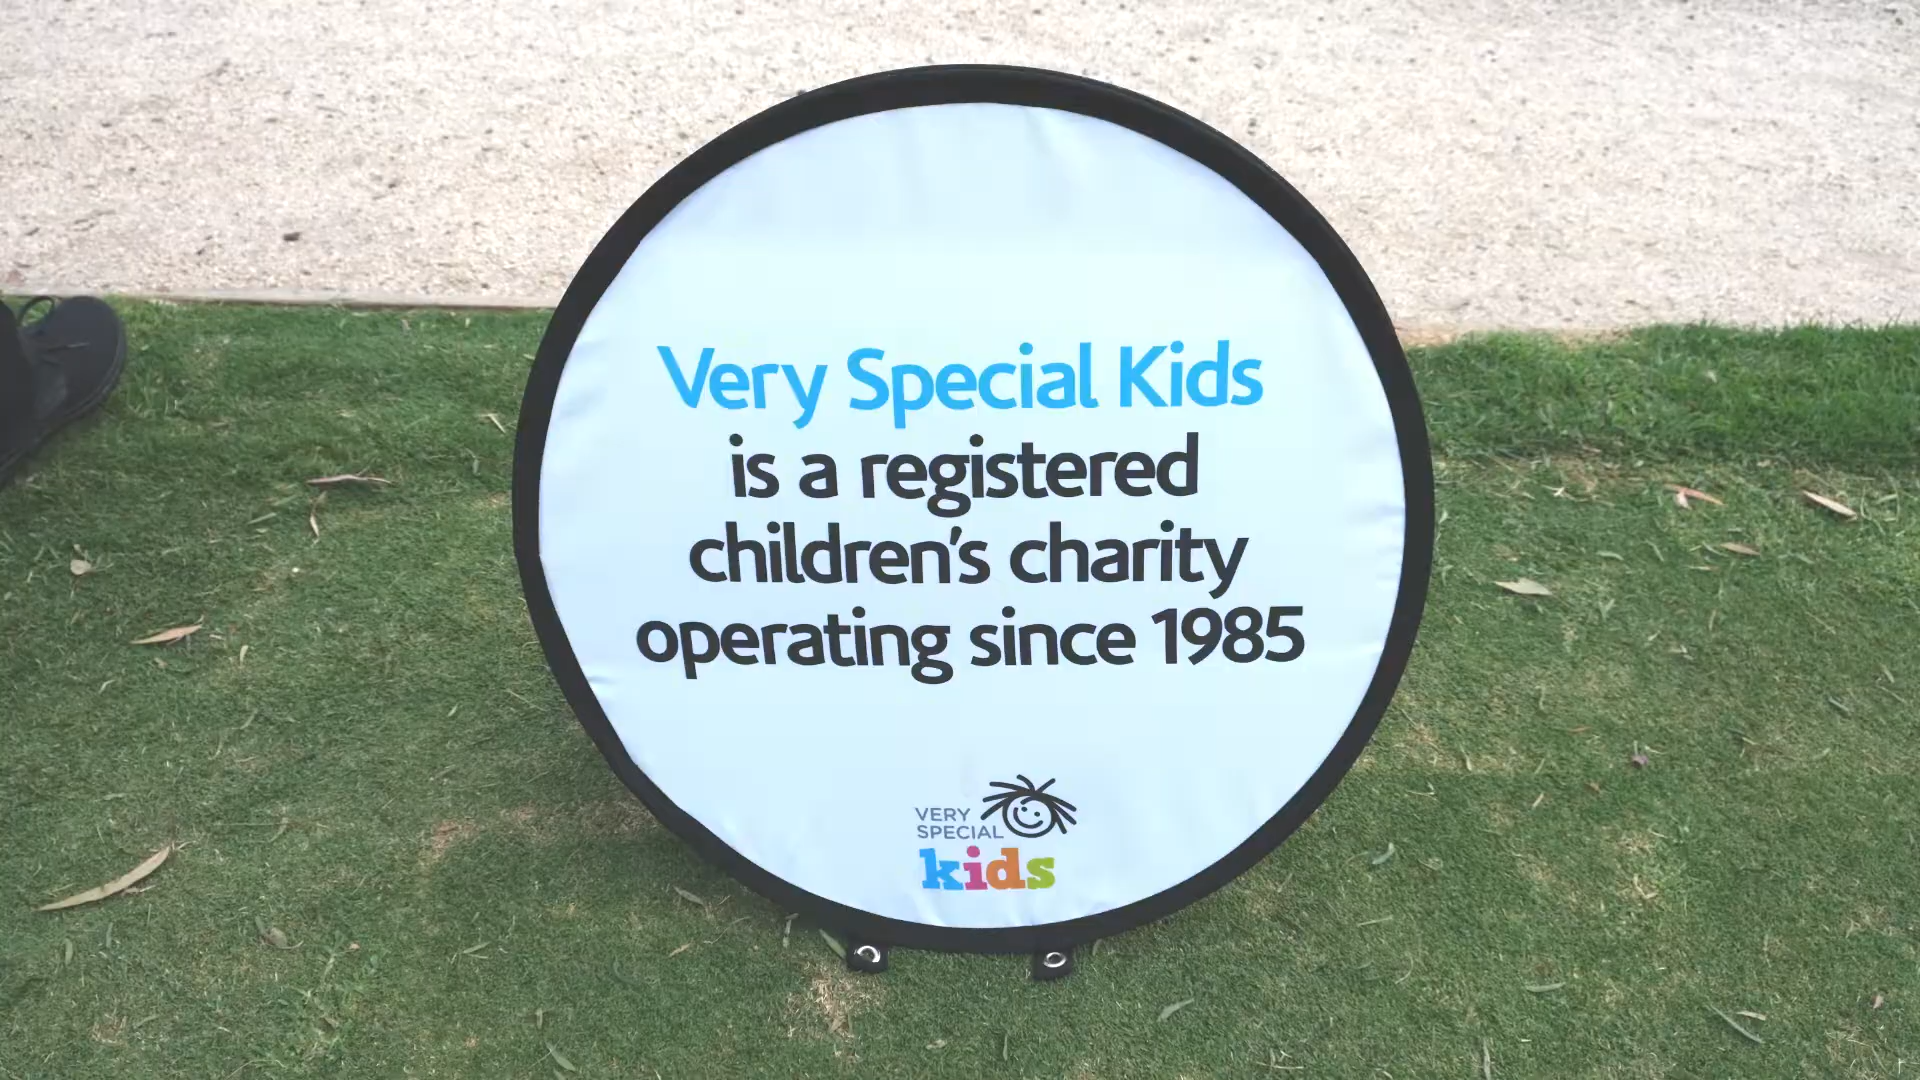 Very Special Kids
is a registered
children's charity
operating since 1985
VERY
SPECIAL
kids